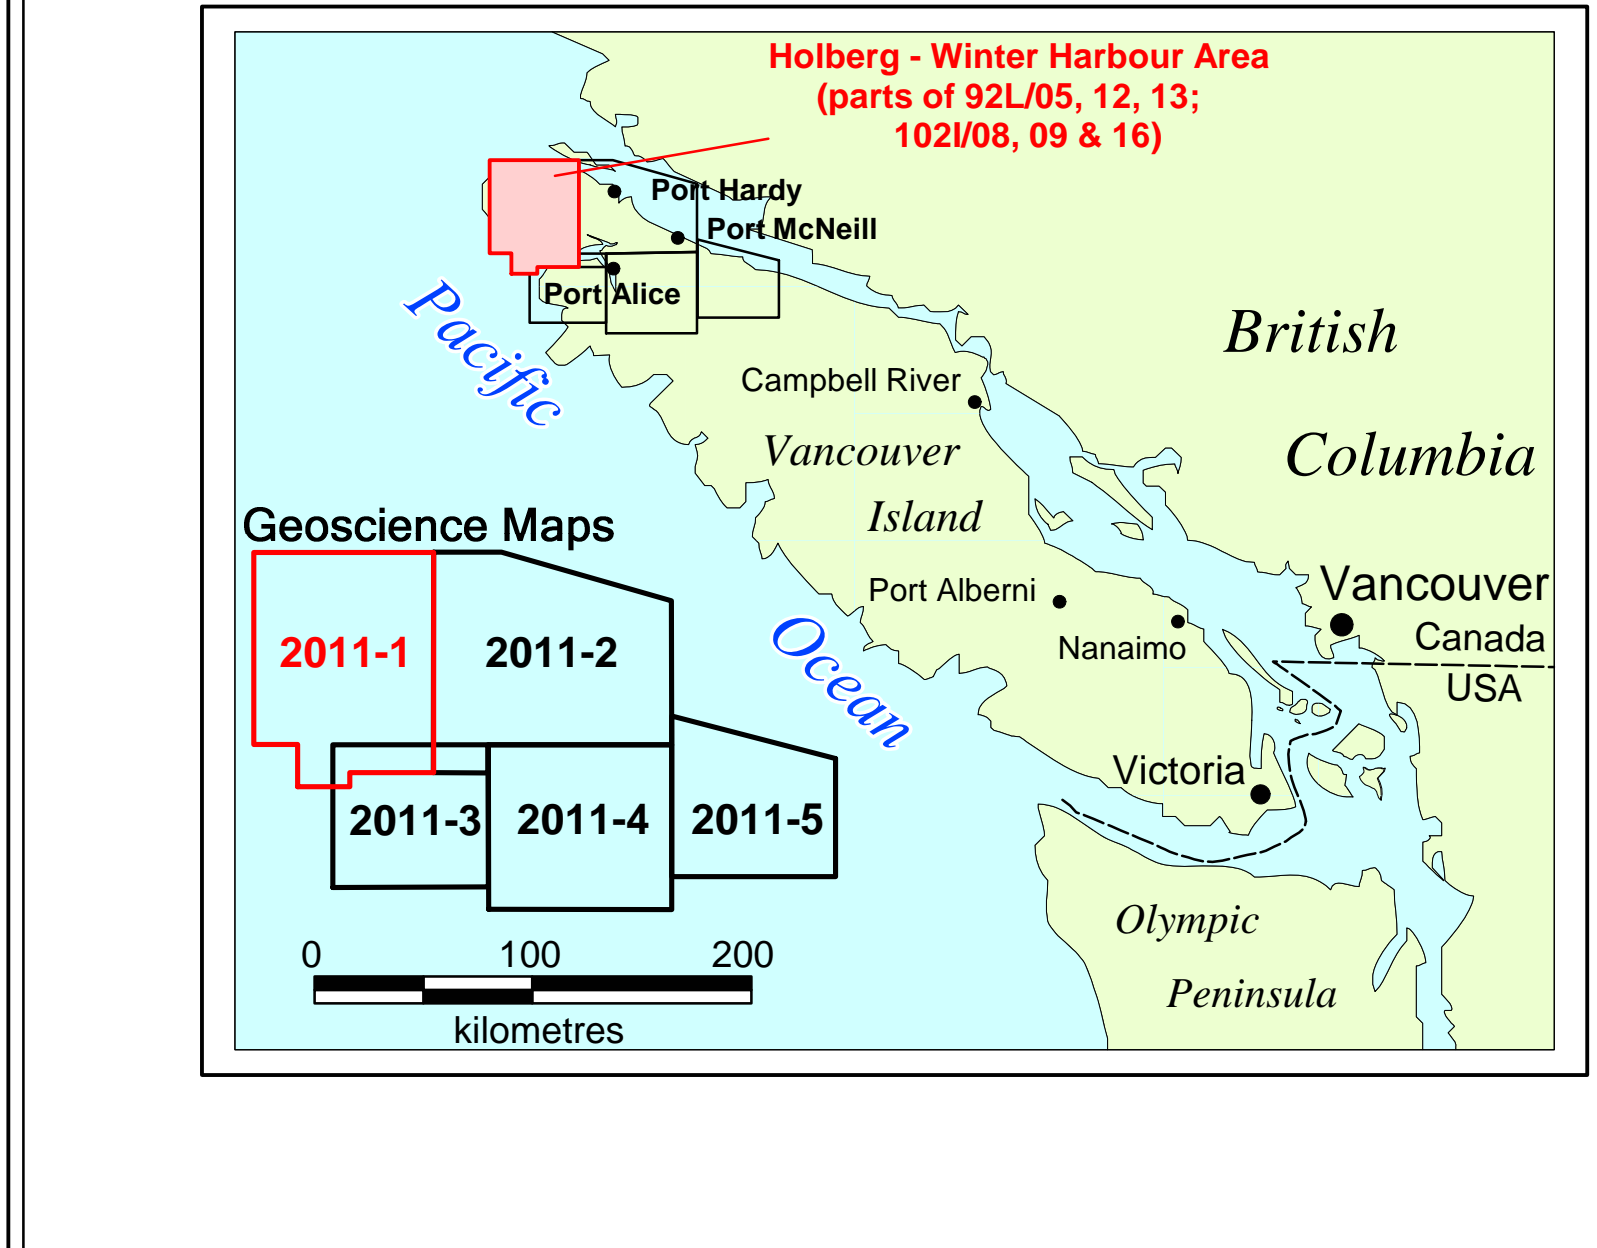 Holberg - Winter Harbour Area
(parts of 92L/05, 12, 13;
102I/08, 09 & 16)
Port Hardy
Port McNeill
Port Alice
Pacific
British
Campbell River
Vancouver
Columbia
Island
Geoscience Maps
Port Alberni
Vancouver
Ocean
Nanaimo
Canada
USA
2011-1
2011-2
Victoria
2011-3
2011-4
2011-5
Olympic
0 100 200
Peninsula
kilometres